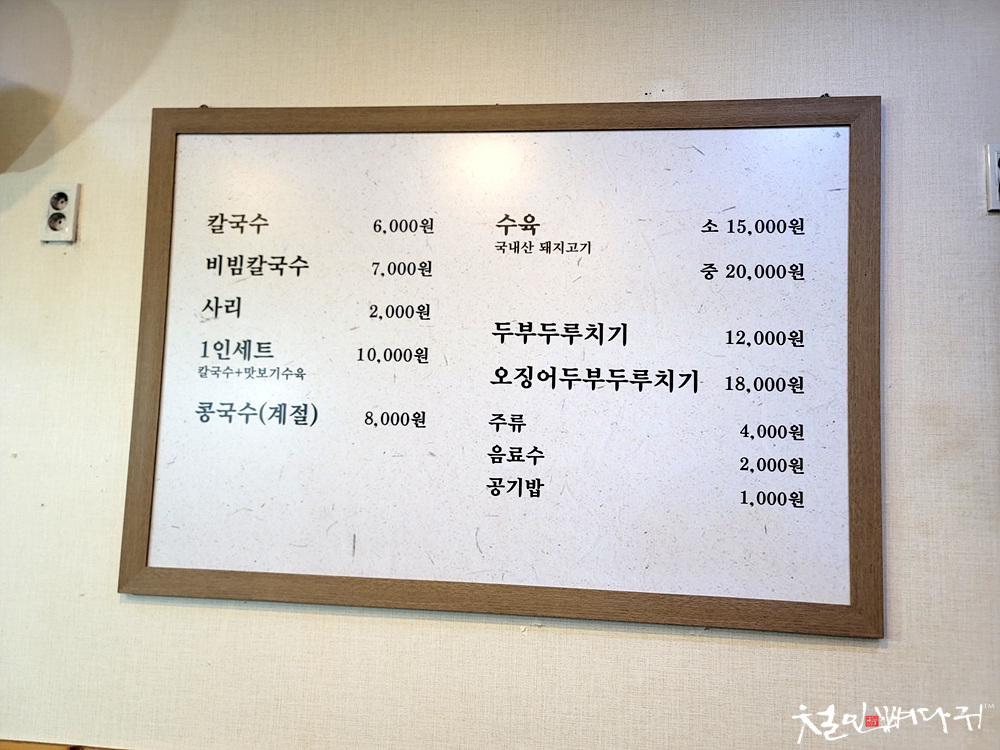 칼국수 6,000원
비빔칼국수 7,000원
사리 2,000원
1인세트 10,000원
칼국수+맛보기수육
콩국수(계절) 8,000원
수육 소 15,000원
국내산 돼지고기
중 20,000원
두부두루치기 12,000원
오징어두부두루치기 18,000원
주류 4,000원
음료수 2,000원
공기밥 1,000원